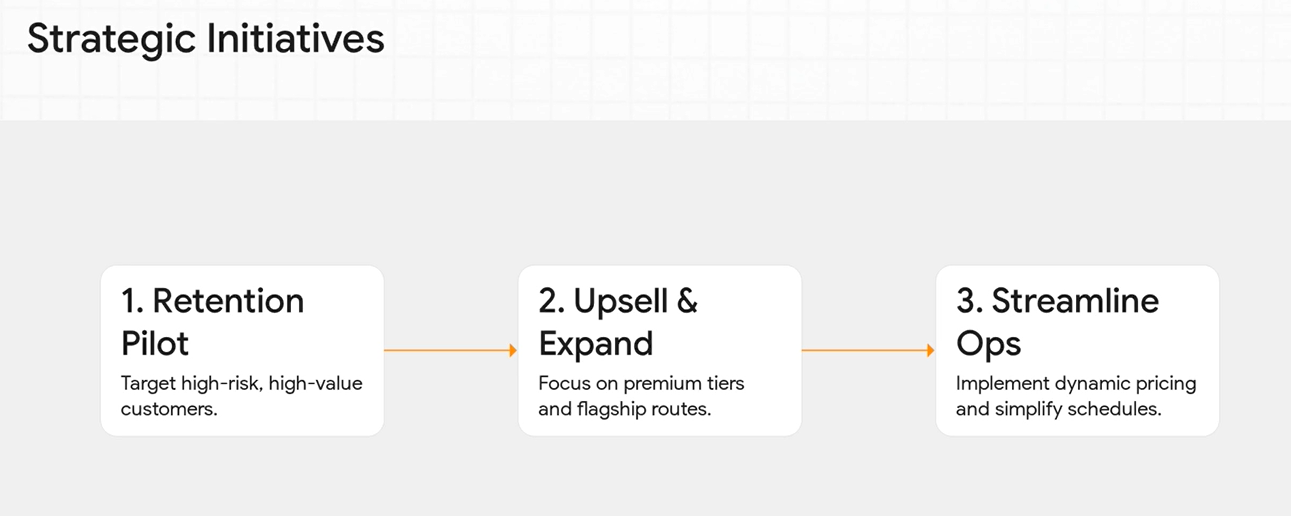 Strategic Initiatives
1. Retention
Pilot
Target high-risk, high-value
customers.
2. Upsell &
Expand
Focus on premium tiers
and flagship routes.
3. Streamline
Ops
Implement dynamic pricing
and simplify schedules.